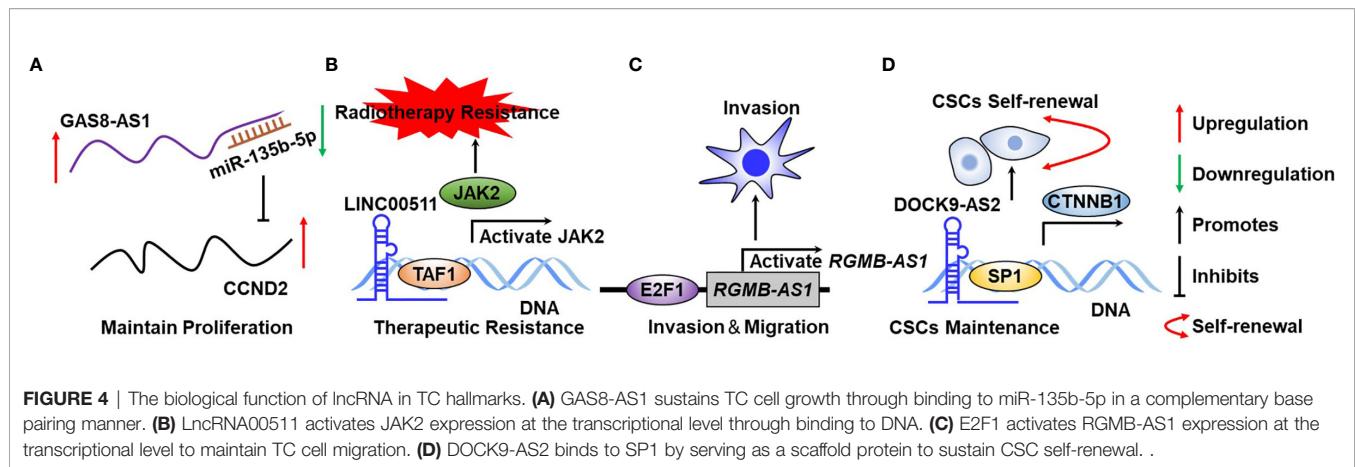 A
B
C
D
GAS8-AS1
miR-135b-5p
CCND2
Maintain Proliferation
Radiotherapy Resistance
JAK2
LINC00511
Activate JAK2
TAF1
DNA
Therapeutic Resistance
Invasion
Activate RGMB-AS1
E2F1
RGMB-AS1
Invasion & Migration
CSCs Self-renewal
CTNNB1
DOCK9-AS2
SP1
DNA
CSCs Maintenance
Upregulation
Downregulation
Promotes
Inhibits
Self-renewal
FIGURE 4 | The biological function of lncRNA in TC hallmarks. (A) GAS8-AS1 sustains TC cell growth through binding to miR-135b-5p in a complementary base
pairing manner. (B) LncRNA00511 activates JAK2 expression at the transcriptional level through binding to DNA. (C) E2F1 activates RGMB-AS1 expression at the
transcriptional level to maintain TC cell migration. (D) DOCK9-AS2 binds to SP1 by serving as a scaffold protein to sustain CSC self-renewal. .